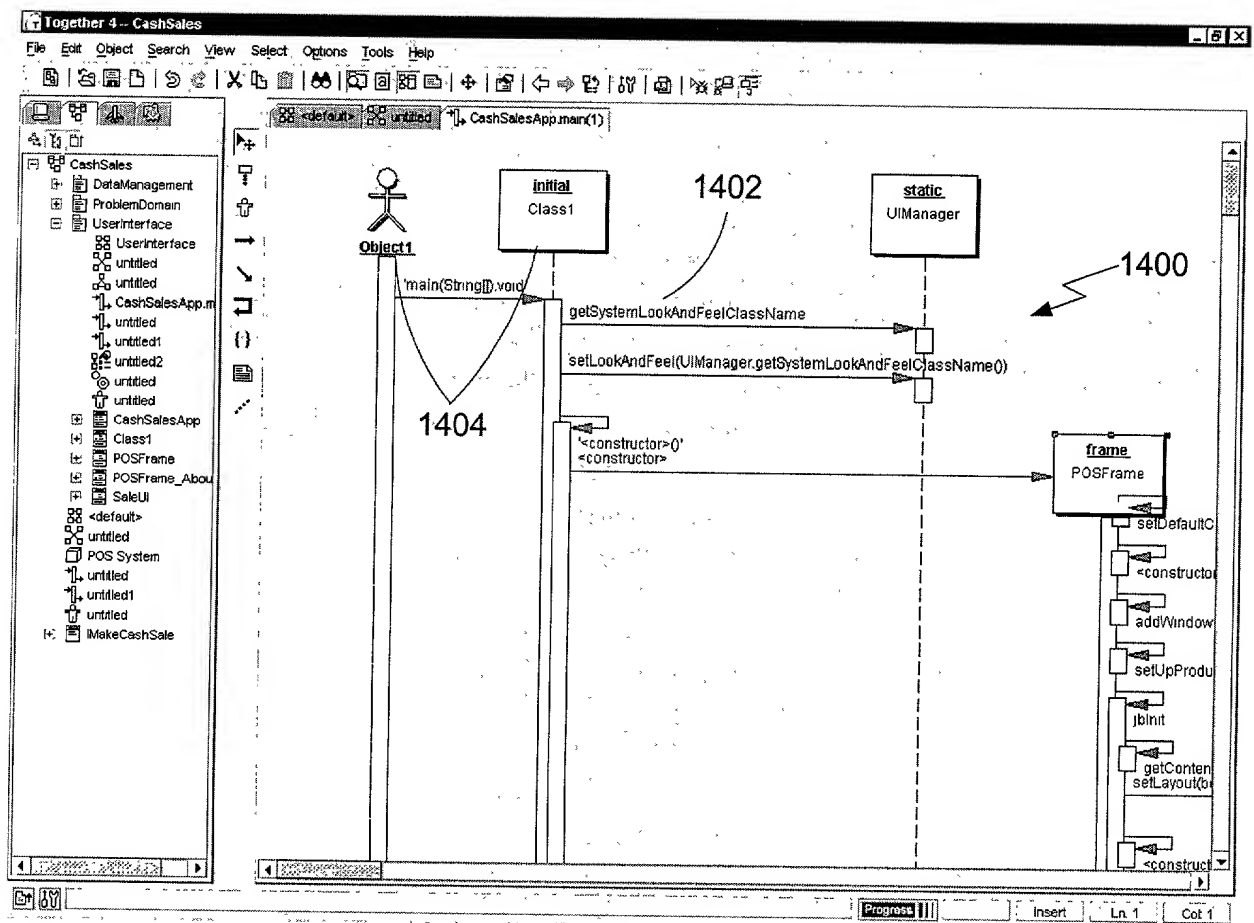 Together 4 -- CashSales
File Edit Object Search View Select Options Tools Help
<default> untitled CashSalesApp.main(1)
CashSales
DataManagement
ProblemDomain
UserInterface
UserInterface
untitled
untitled
CashSalesApp.m
untitled
untitled1
untitled2
untitled
untitled
CashSalesApp
Class1
POSFrame
POSFrame_Abou
SaleUI
<default>
untitled
POS System
untitled
untitled1
untitled
IMakeCashSale
Object1
initial
Class1
1402
static
UIManager
1400
'main(String[]).void
getSystemLookAndFeelClassName
setLookAndFeel(UIManager.getSystemLookAndFeelClassName())
1404
'<constructor>()'
<constructor>
frame
POSFrame
setDefaultC
<constructor
addWindow
setUpProdu
jbInit
getConten
setLayout(b
<construct
Progress
Insert Ln. 1 Col: 1